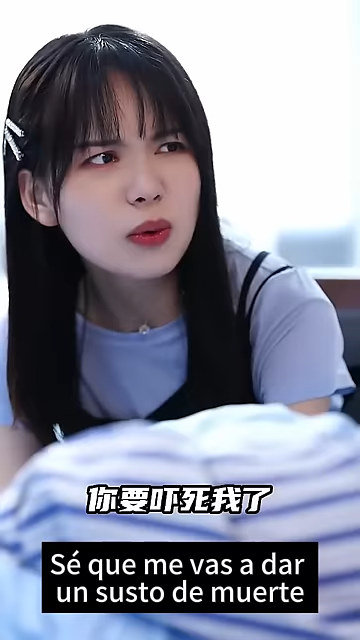 你要吓死我了
Sé que me vas a dar
un susto de muerte